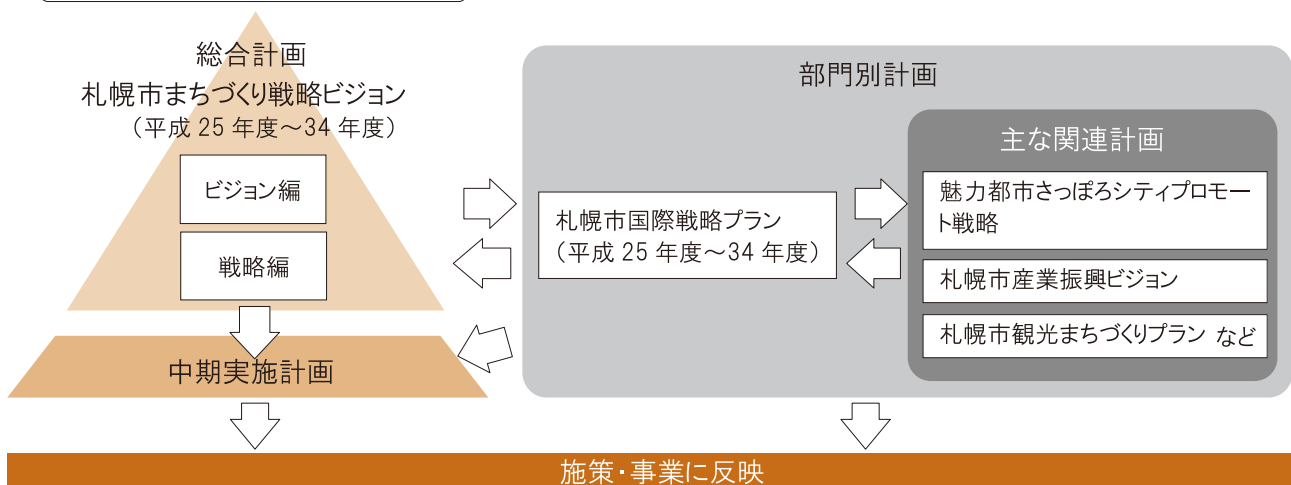 総合計画
札幌市まちづくり戦略ビジョン
（平成 25 年度～34 年度）
ビジョン編
戦略編
中期実施計画
部門別計画
札幌市国際戦略プラン
（平成 25 年度～34 年度）
主な関連計画
魅力都市さっぽろシティプロモー
ト戦略
札幌市産業振興ビジョン
札幌市観光まちづくりプラン など
施策・事業に反映